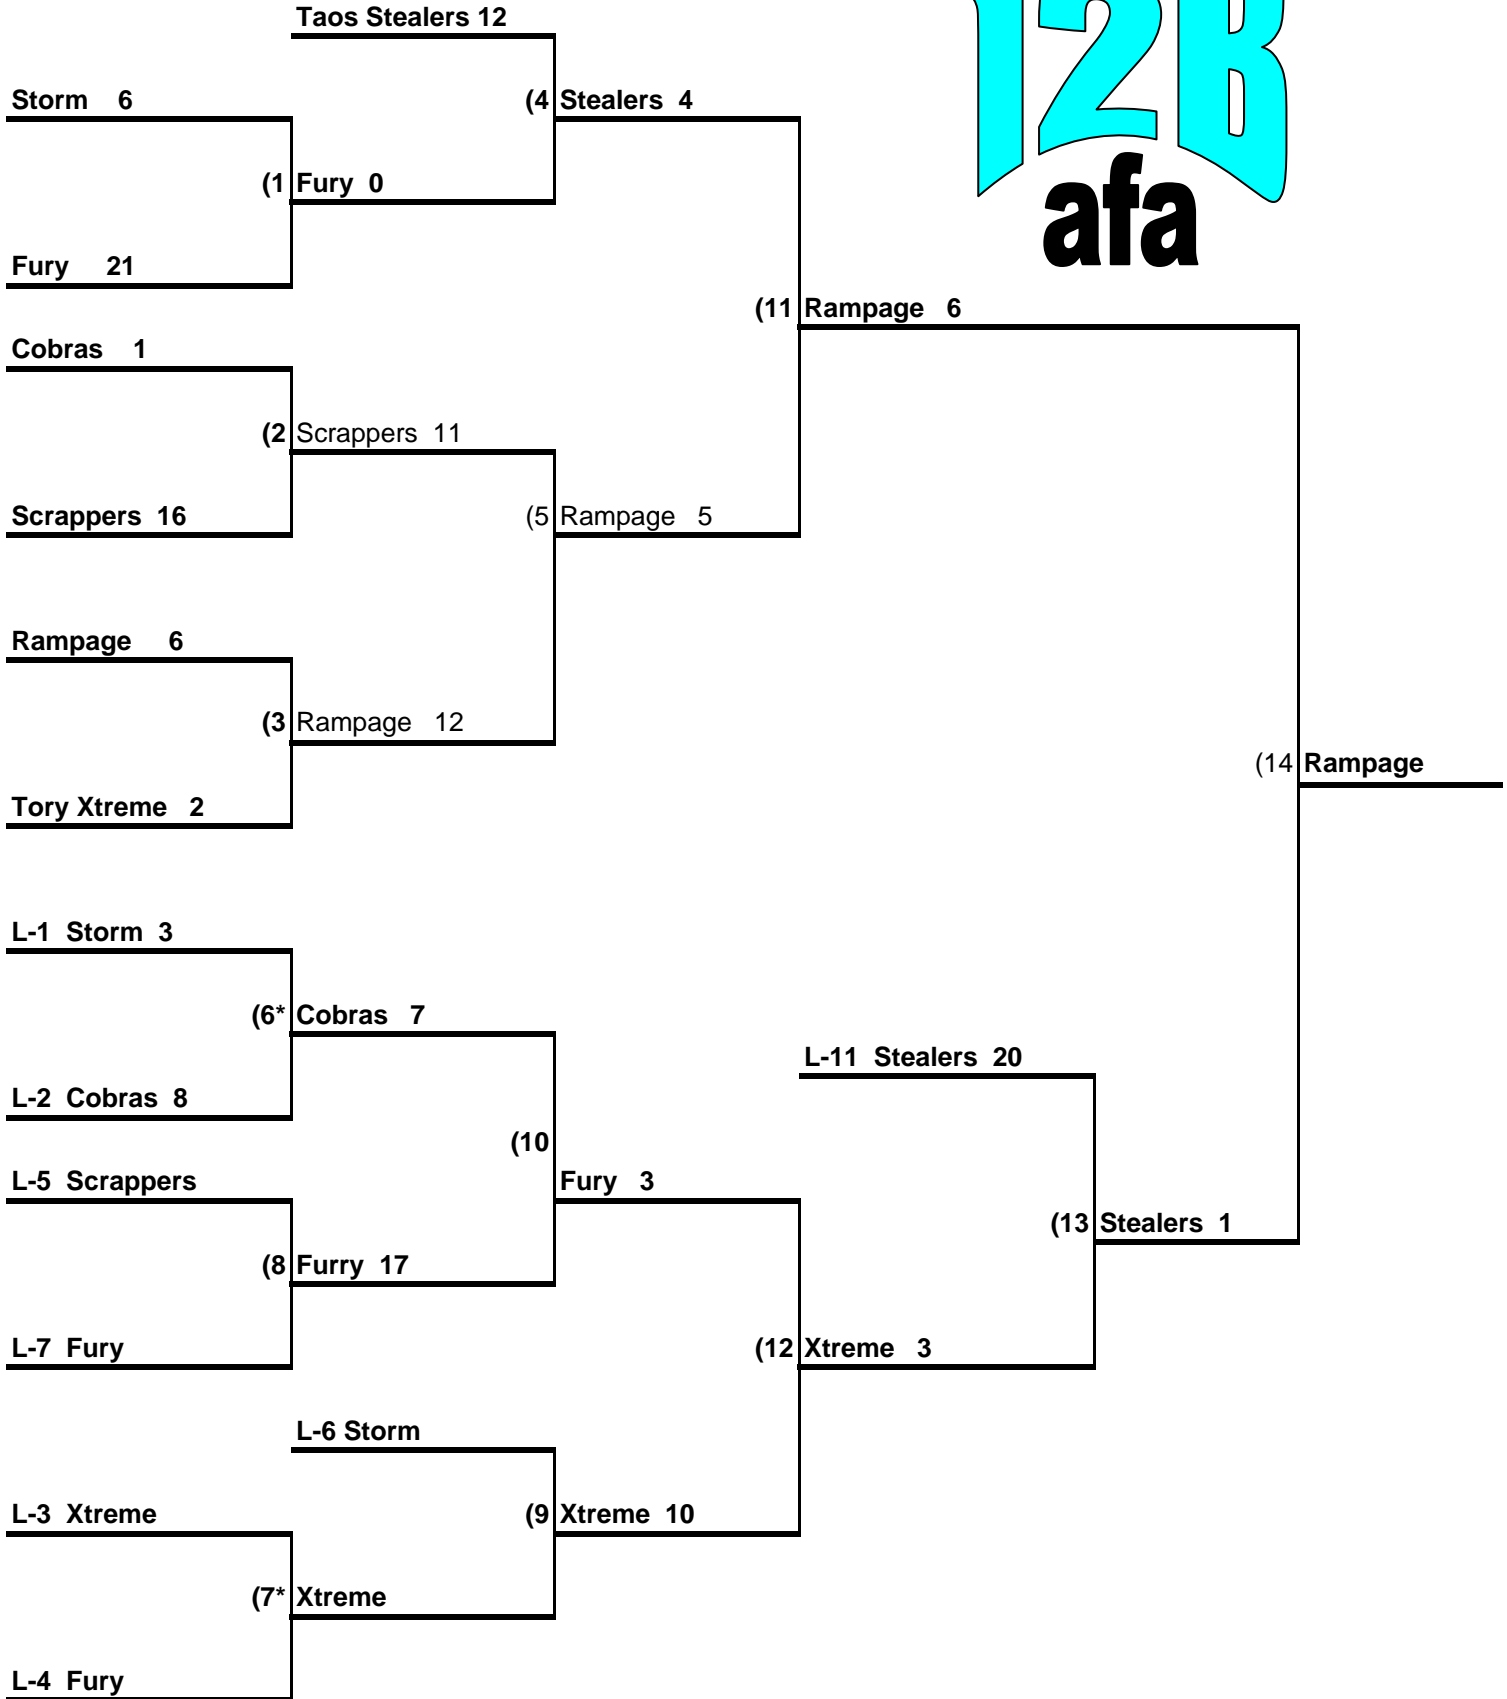 Taos Stealers 12
12B
afa
Storm 6
(4 Stealers 4
(1 Fury 0
Fury 21
(11 Rampage 6
Cobras 1
(2 Scrappers 11
Scrappers 16
(5 Rampage 5
Rampage 6
(3 Rampage 12
(14 Rampage
Tory Xtreme 2
L-1 Storm 3
(6* Cobras 7
L-11 Stealers 20
L-2 Cobras 8
(10
L-5 Scrappers
Fury 3
(13 Stealers 1
(8 Furry 17
L-7 Fury
(12 Xtreme 3
L-6 Storm
L-3 Xtreme
(9 Xtreme 10
(7* Xtreme
L-4 Fury